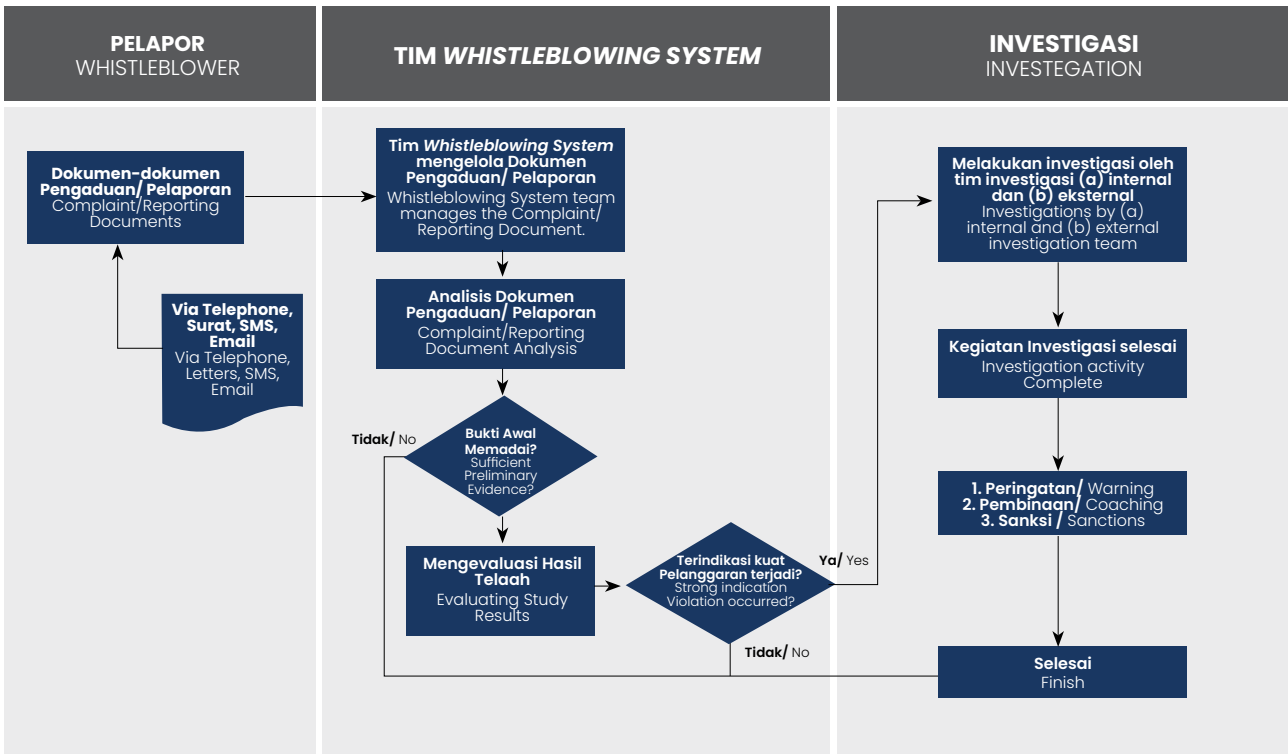 PELAPOR
WHISTLEBLOWER
TIM WHISTLEBLOWING SYSTEM
INVESTIGASI
INVESTEGATION
Dokumen-dokumen
Pengaduan/ Pelaporan
Complaint/Reporting
Documents
Via Telephone,
Surat, SMS,
Email
Via Telephone,
Letters, SMS,
Email
Tim Whistleblowing System
mengelola Dokumen
Pengaduan/ Pelaporan
Whistleblowing System team
manages the Complaint/
Reporting Document.
Analisis Dokumen
Pengaduan/ Pelaporan
Complaint/Reporting
Document Analysis
Tidak/ No
Bukti Awal
Memadai?
Sufficient
Preliminary
Evidence?
Mengevaluasi Hasil
Telaah
Evaluating Study
Results
Terindikasi kuat
Pelanggaran terjadi?
Strong indication
Violation occurred?
Ya/ Yes
Tidak/ No
Melakukan investigasi oleh
tim investigasi (a) internal
dan (b) eksternal
Investigations by (a)
internal and (b) external
investigation team
Kegiatan Investigasi selesai
Investigation activity
Complete
1. Peringatan/ Warning
2. Pembinaan/ Coaching
3. Sanksi / Sanctions
Selesai
Finish